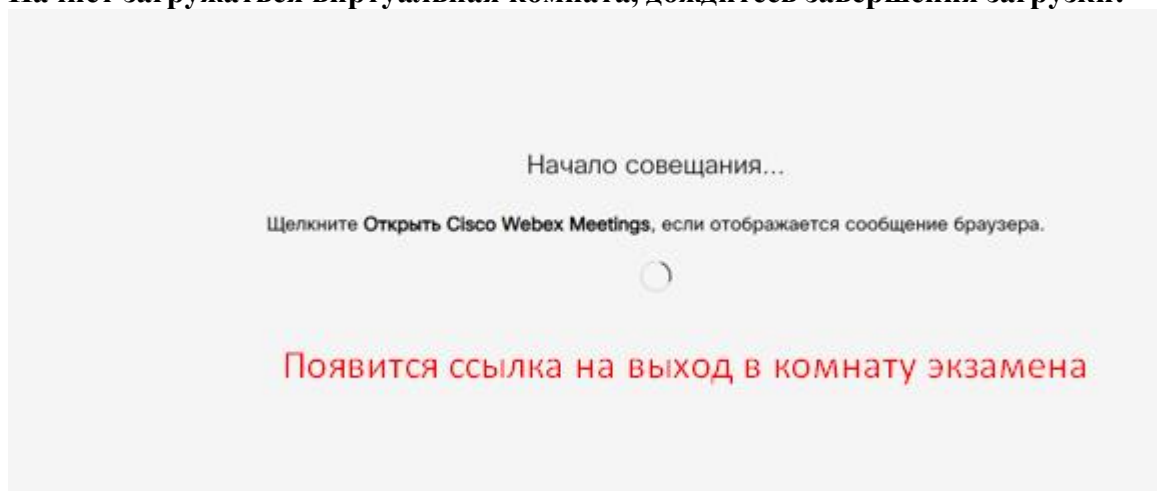 Начнет загружаться виртуальная комната, дождитесь завершения загрузки.
Начало совещания...
Щелкните Открыть Cisco Webex Meetings, если отображается сообщение браузера.
Появится ссылка на выход в комнату экзамена